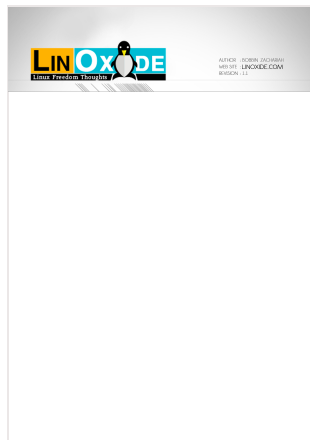 LINOXIDE
Linux Freedom Thoughts
AUTHOR : BOBBIN ZACHARIAH
WEB SITE : LINOXIDE.COM
REVISION : 1.1